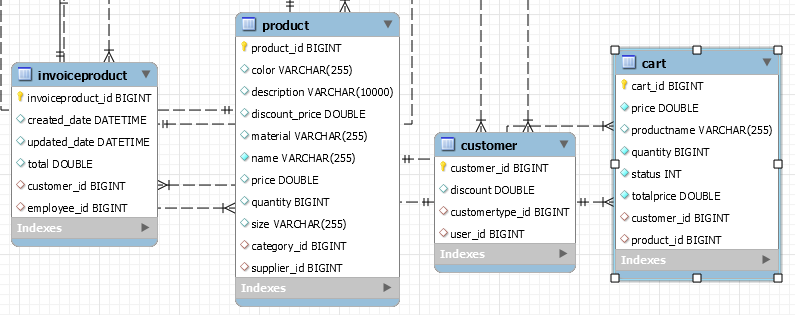 invoiceproduct
invoiceproduct_id BIGINT
created_date DATETIME
updated_date DATETIME
total DOUBLE
customer_id BIGINT
employee_id BIGINT
Indexes
product
product_id BIGINT
color VARCHAR(255)
description VARCHAR(10000)
discount_price DOUBLE
material VARCHAR(255)
name VARCHAR(255)
price DOUBLE
quantity BIGINT
size VARCHAR(255)
category_id BIGINT
supplier_id BIGINT
Indexes
customer
customer_id BIGINT
discount DOUBLE
customertype_id BIGINT
user_id BIGINT
Indexes
cart
cart_id BIGINT
price DOUBLE
productname VARCHAR(255)
quantity BIGINT
status INT
totalprice DOUBLE
customer_id BIGINT
product_id BIGINT
Indexes